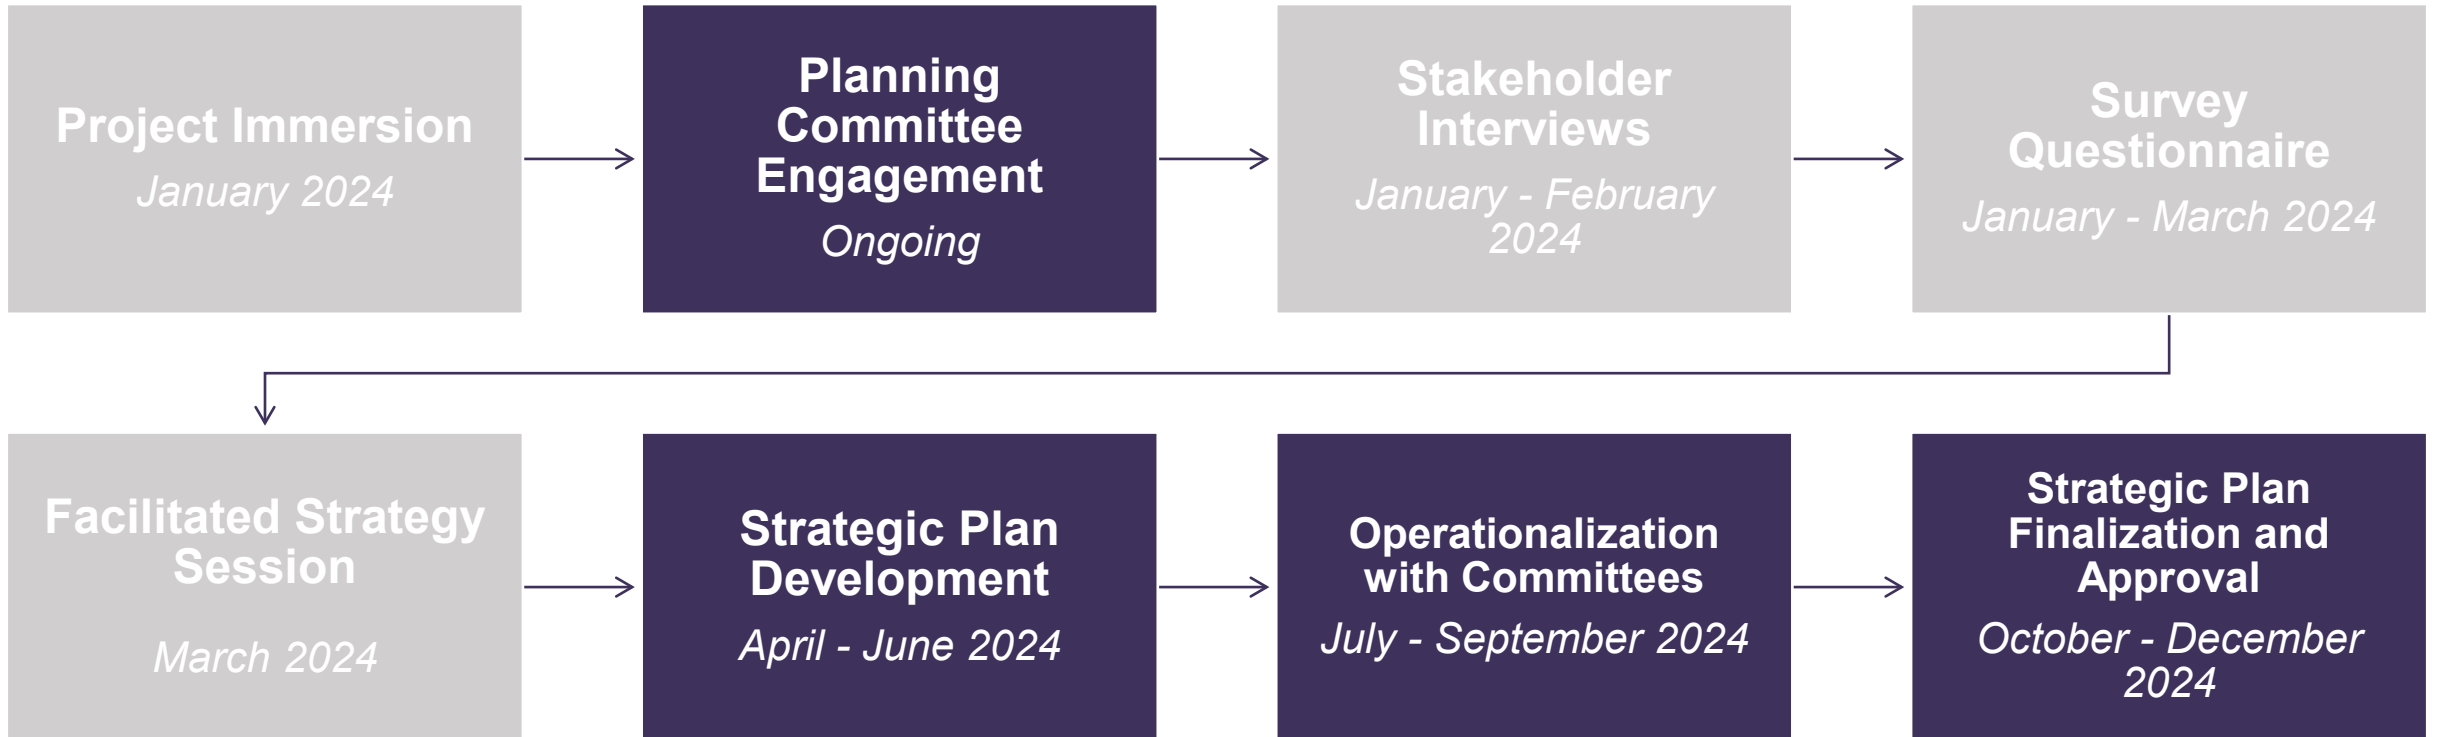 Project Immersion
January 2024
Planning
Committee
Engagement
Ongoing
Stakeholder
Interviews
January - February
2024
Survey
Questionnaire
January - March 2024
Facilitated Strategy
Session
March 2024
Strategic Plan
Development
April - June 2024
Operationalization
with Committees
July - September 2024
Strategic Plan
Finalization and
Approval
October - December
2024